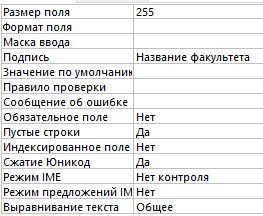 Размер поля 255
Формат поля
Маска ввода
Подпись Название факультета
Значение по умолчанию
Правило проверки
Сообщение об ошибке
Обязательное поле Нет
Пустые строки Да
Индексированное поле Нет
Сжатие Юникод Да
Режим IME Нет контроля
Режим предложений IM Нет
Выравнивание текста Общее